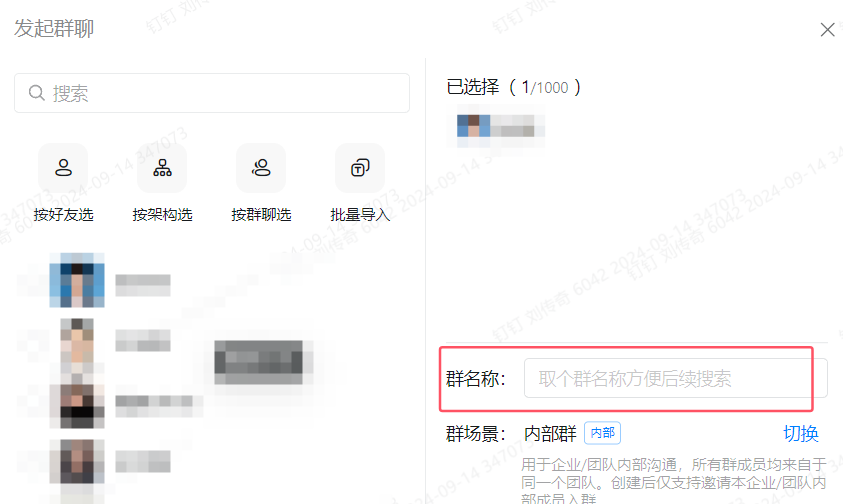 发起群聊
搜索
按好友选
按架构选
按群聊选
批量导入
已选择（ 1/1000 ）
群名称：
取个群名称方便后续搜索
群场景：
内部群
内部
切换
用于企业/团队内部沟通，所有群成员均来自于
同一个团队。创建后仅支持邀请本企业/团队内
部成员入群
钉钉 刘传奇 6042 2024-09-14 347073